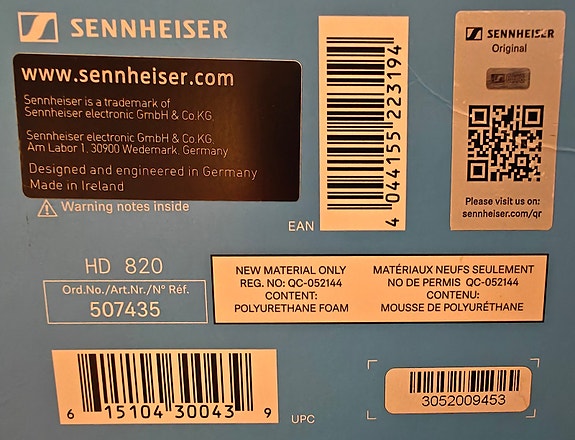 SENNHEISER
www.sennheiser.com
Sennheiser is a trademark of
Sennheiser electronic GmbH & Co.KG.
Sennheiser electronic GmbH & Co.KG.
Am Labor 1, 30900 Wedemark, Germany
Designed and engineered in Germany
Made in Ireland
Warning notes inside
EAN
4 044155 223194
SENNHEISER
Original
Please visit us on:
sennheiser.com/qr
HD 820
Ord.No./Art.Nr./N° Réf.
507435
NEW MATERIAL ONLY
REG. NO: QC-052144
CONTENT:
POLYURETHANE FOAM
MATÉRIAUX NEUFS SEULEMENT
NO DE PERMIS QC-052144
CONTENU:
MOUSSE DE POLYURÉTHANE
6 15104 30043 9
UPC
3052009453